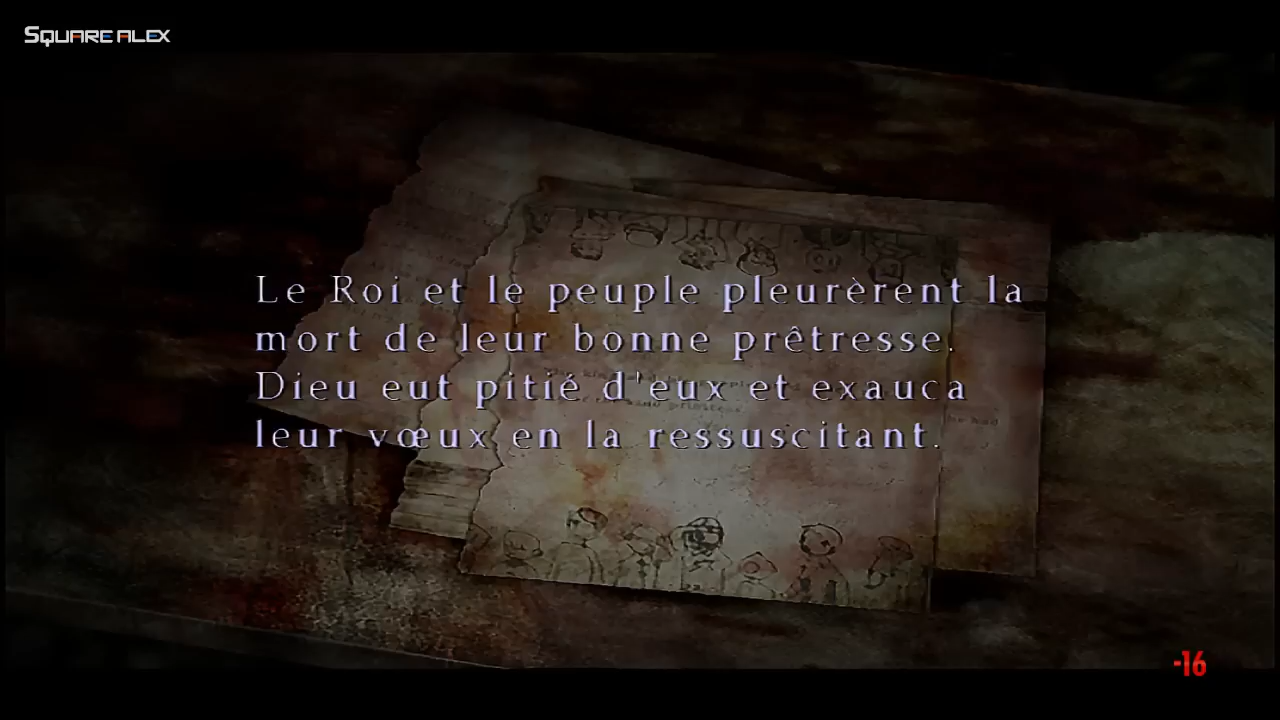 SQUARE ALEX
Le Roi et le peuple pleurèrent la
mort de leur bonne prêtresse.
Dieu eut pitié d'eux et exauca
leur vœux en la ressuscitant.
-16